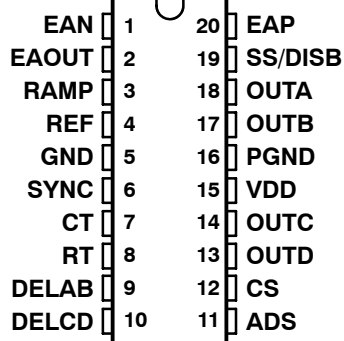 EAN 1 20 EAP
EAOUT 2 19 SS/DISB
RAMP 3 18 OUTA
REF 4 17 OUTB
GND 5 16 PGND
SYNC 6 15 VDD
CT 7 14 OUTC
RT 8 13 OUTD
DELAB 9 12 CS
DELCD 10 11 ADS